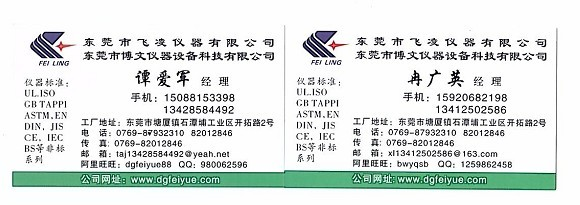 FEI LING
东莞市飞凌仪器有限公司
东莞市博文仪器设备科技有限公司
谭爱军 经理
仪器标准:
UL.ISO
GB TAPPI
ASTM,EN
DIN, JIS
CE, IEC
BS等非标
系列
手机: 15088153398
13428584492
工厂地址: 东莞市塘厦镇石潭埔工业区开拓路2号
电 话: 0769-87932310 82012846
传 真: 0769-82012846
邮 箱: taj13428584492@yeah.net
阿里旺旺: dgfeiyue88 QQ: 980062596
公司网址: www.dgfeiyue.com
FEI LING
东莞市飞凌仪器有限公司
东莞市博文仪器设备科技有限公司
冉广英 经理
仪器标准:
UL.ISO
GB TAPPI
ASTM,EN
DIN, JIS
CE, IEC
BS等非标
系列
手机: 15920682198
13412502586
工厂地址: 东莞市塘厦镇石潭埔工业区开拓路2号
电 话: 0769-87932310 82012846
传 真: 0769-82012846
邮 箱: xl13412502586@163.com
阿里旺旺: bwyqsb QQ: 1259862458
公司网址: www.dgfeiyue.com